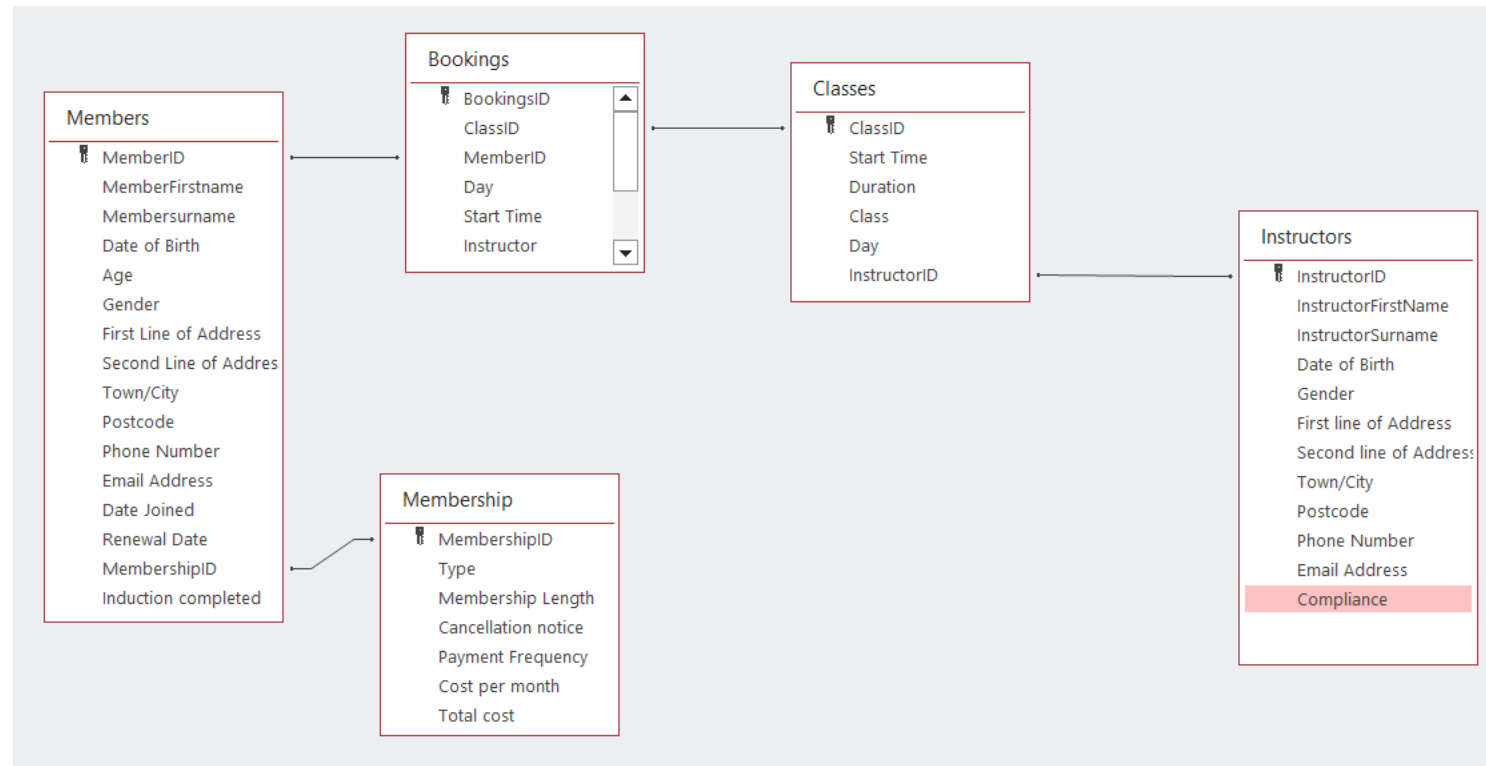 Members
MemberID
MemberFirstname
Membersurname
Date of Birth
Age
Gender
First Line of Address
Second Line of Addres
Town/City
Postcode
Phone Number
Email Address
Date Joined
Renewal Date
MembershipID
Induction completed
Bookings
BookingsID
ClassID
MemberID
Day
Start Time
Instructor
Membership
MembershipID
Type
Membership Length
Cancellation notice
Payment Frequency
Cost per month
Total cost
Classes
ClassID
Start Time
Duration
Class
Day
InstructorID
Instructors
InstructorID
InstructorFirstName
InstructorSurname
Date of Birth
Gender
First line of Address
Second line of Address
Town/City
Postcode
Phone Number
Email Address
Compliance